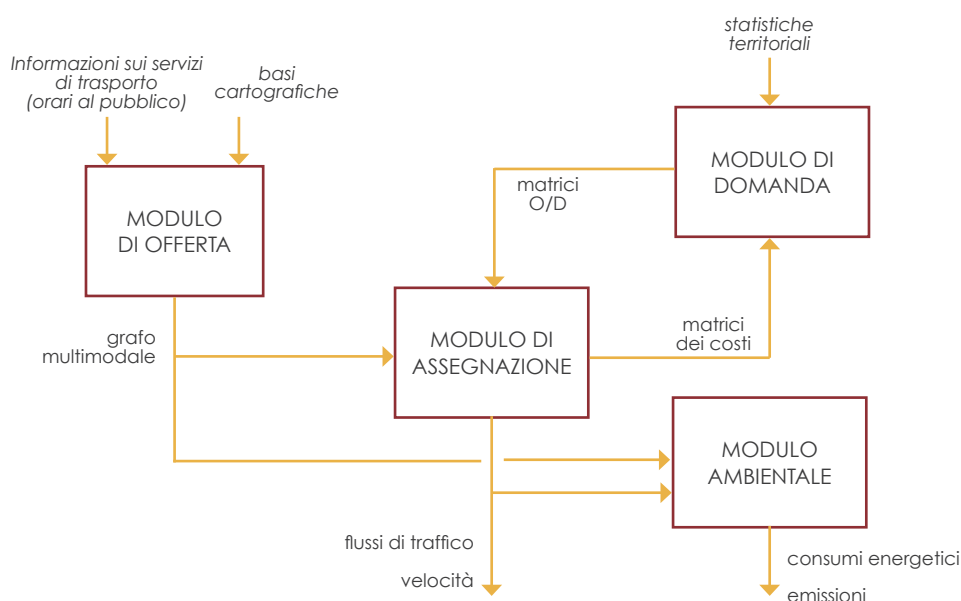 statistiche
territoriali
Informazioni sui servizi
di trasporto
(orari al pubblico)
basi
cartografiche
MODULO DI
DOMANDA
matrici
O/D
MODULO
DI OFFERTA
grafo
multimodale
MODULO DI
ASSEGNAZIONE
matrici
dei costi
MODULO
AMBIENTALE
flussi di traffico
velocità
consumi energetici
emissioni